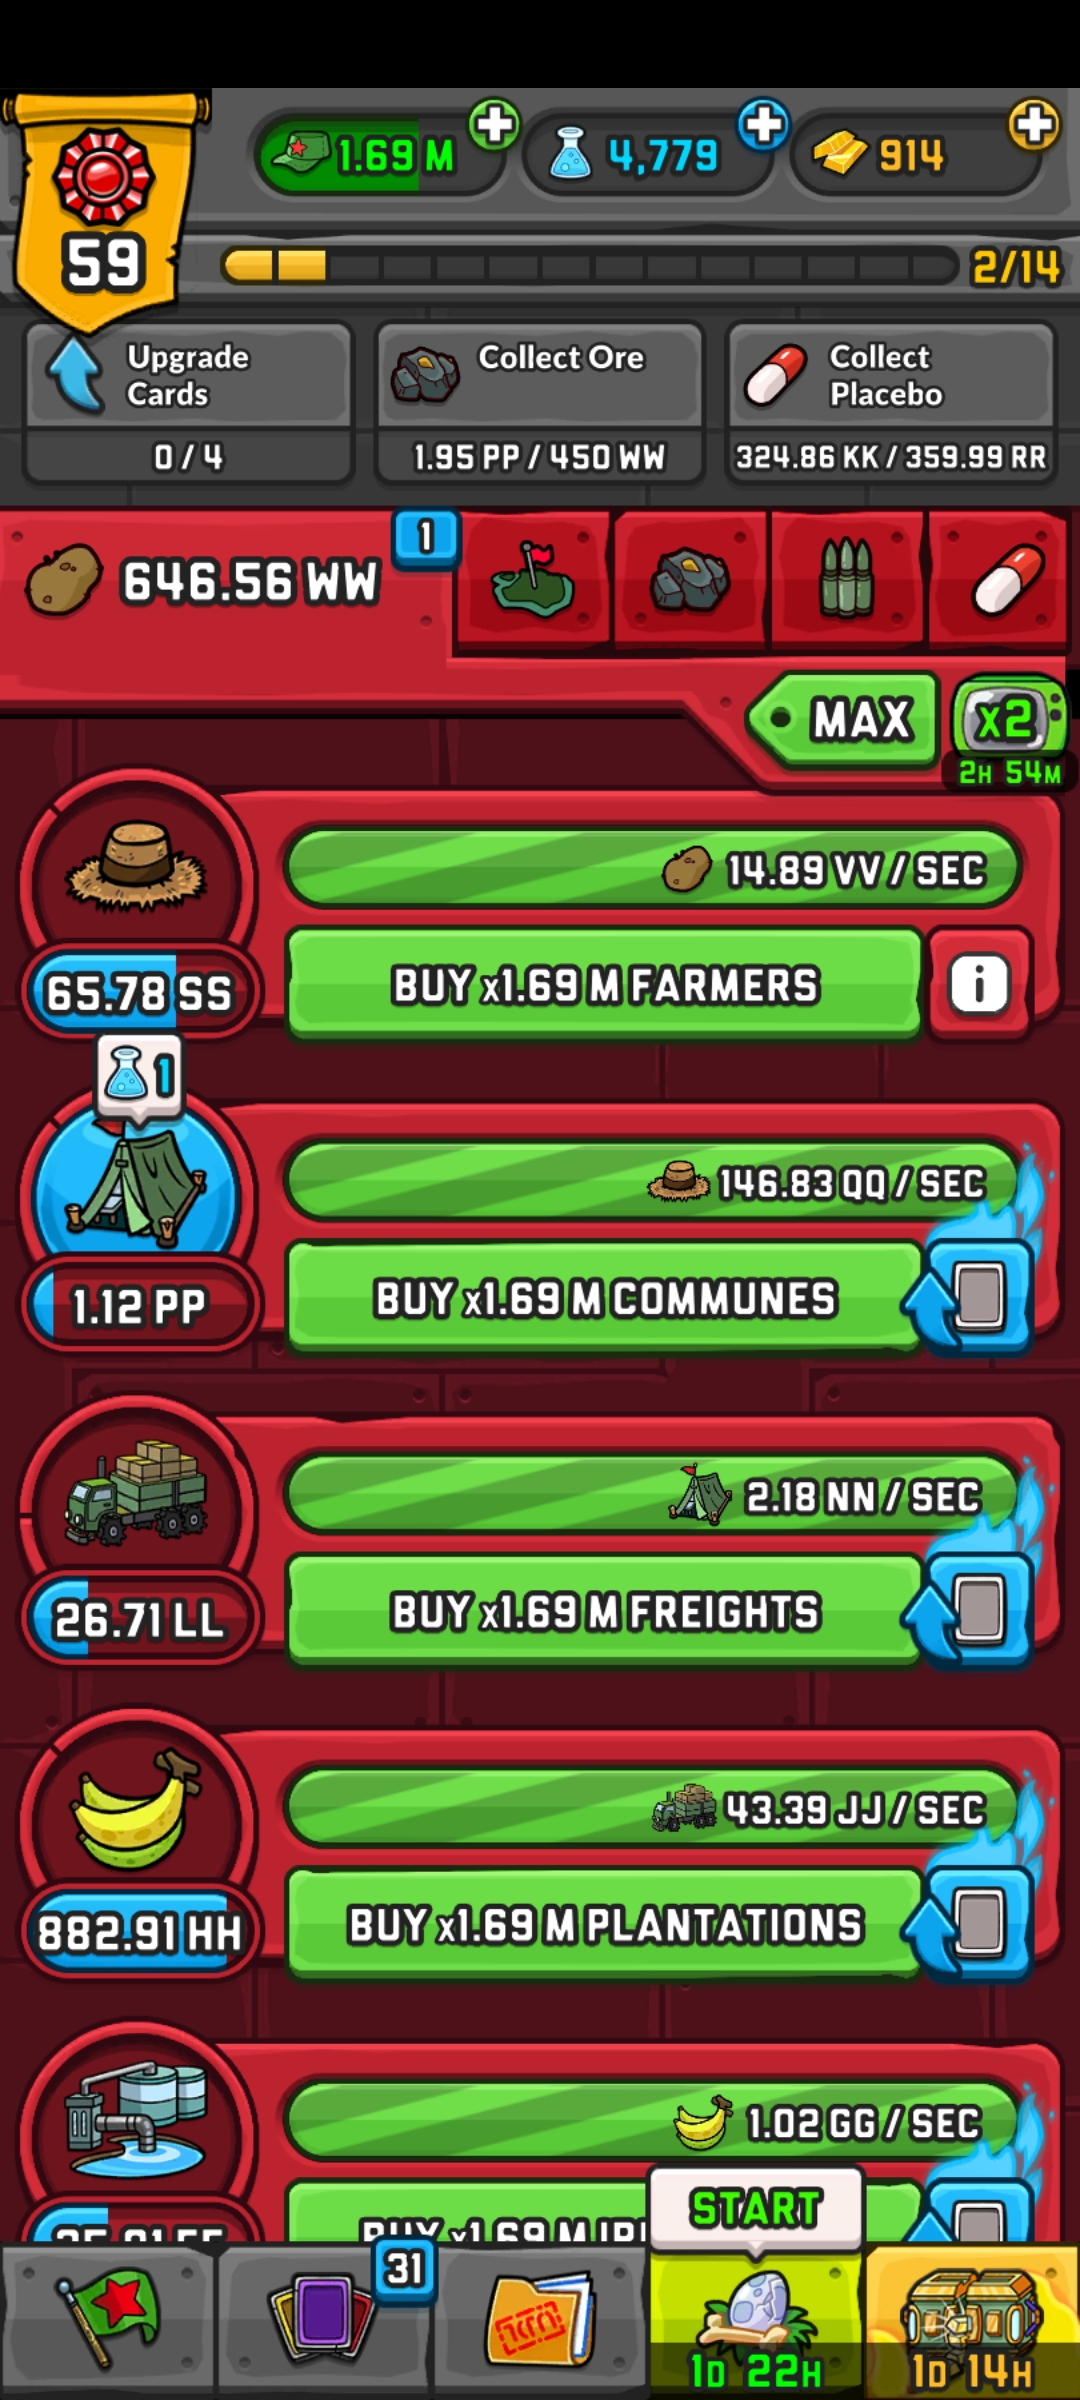 1.69 M
4,779
914
59
2/14
Upgrade
Cards
0 / 4
Collect Ore
1.95 PP / 450 WW
Collect
Placebo
324.86 KK / 359.99 RR
646.56 WW
1
MAX
x2
2H 54M
14.89 VV / SEC
65.78 SS
BUY x1.69 M FARMERS
i
1
146.83 QQ / SEC
1.12 PP
BUY x1.69 M COMMUNES
2.18 NN / SEC
26.71 LL
BUY x1.69 M FREIGHTS
43.39 JJ / SEC
882.91 HH
BUY x1.69 M PLANTATIONS
1.02 GG / SEC
BUY x1.69 M
START
31
1D 22H
1D 14H